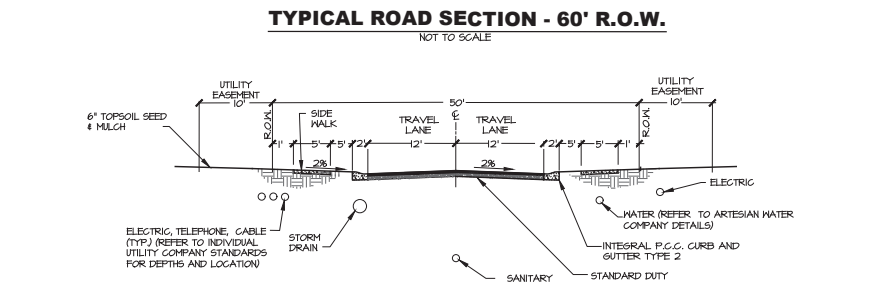 TYPICAL ROAD SECTION - 60' R.O.W.
NOT TO SCALE
UTILITY
EASEMENT
10'
50'
℄
UTILITY
EASEMENT
10'
6" TOPSOIL SEED
& MULCH
R.O.W.
SIDE
WALK
TRAVEL
LANE
TRAVEL
LANE
R.O.W.
1'
5'
5'
2'
12'
12'
2'
5'
5'
1'
2%
2%
ELECTRIC
WATER (REFER TO ARTESIAN WATER
COMPANY DETAILS)
ELECTRIC, TELEPHONE, CABLE
(TYP.) (REFER TO INDIVIDUAL
UTILITY COMPANY STANDARDS
FOR DEPTHS AND LOCATION)
STORM
DRAIN
INTEGRAL P.C.C. CURB AND
GUTTER TYPE 2
SANITARY
STANDARD DUTY